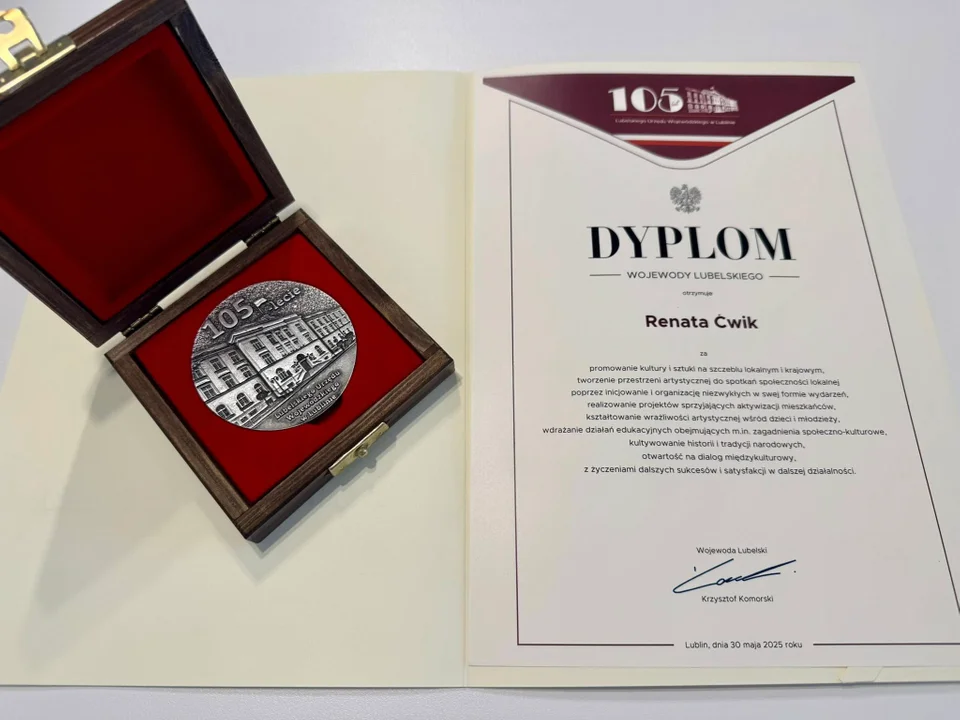 105-lecie
Lubelskiego Urzędu
Wojewódzkiego
w Lublinie
105 lat
Lubelskiego Urzędu Wojewódzkiego w Lublinie
DYPLOM
WOJEWODY LUBELSKIEGO
otrzymuje
Renata Ćwik
za
promowanie kultury i sztuki na szczeblu lokalnym i krajowym,
tworzenie przestrzeni artystycznej do spotkań społeczności lokalnej
poprzez inicjowanie i organizację niezwykłych w swej formie wydarzeń,
realizowanie projektów sprzyjających aktywizacji mieszkańców,
kształtowanie wrażliwości artystycznej wśród dzieci i młodzieży,
wdrażanie działań edukacyjnych obejmujących m.in. zagadnienia społeczno-kulturowe,
kultywowanie historii i tradycji narodowych,
otwartość na dialog międzykulturowy,
z życzeniami dalszych sukcesów i satysfakcji w dalszej działalności.
Wojewoda Lubelski
Krzysztof Komorski
Lublin, dnia 30 maja 2025 roku